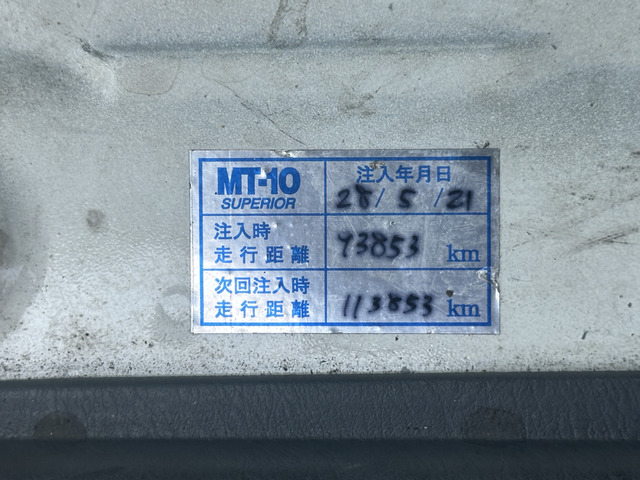 MT-10
SUPERIOR
注入年月日
28/5/21
注入時
走行距離
93853 km
次回注入時
走行距離
113853 km